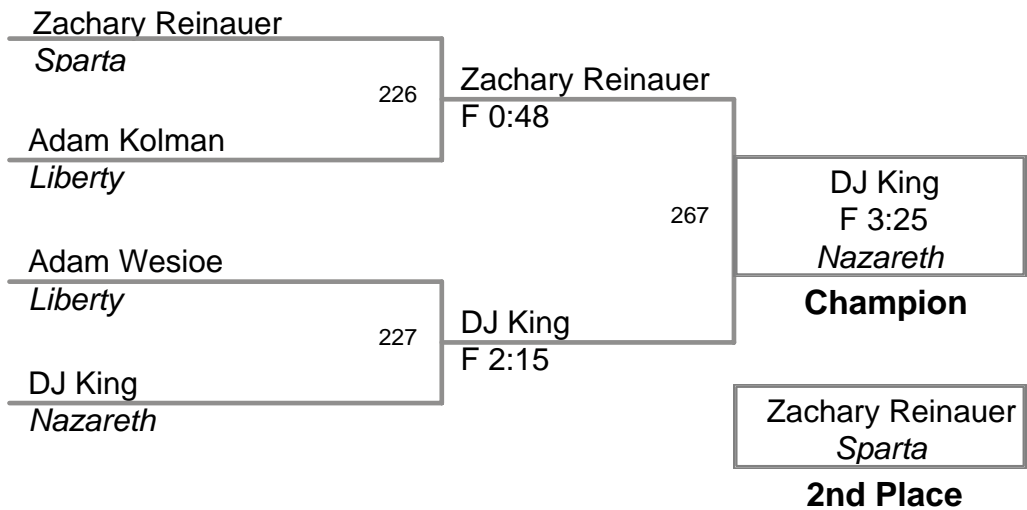 Zachary Reinauer
Sparta
226
Adam Kolman
Liberty
Zachary Reinauer
F 0:48
Adam Wesioe
Liberty
227
DJ King
Nazareth
DJ King
F 2:15
267
DJ King
F 3:25
Nazareth
Champion
Zachary Reinauer
Sparta
2nd Place